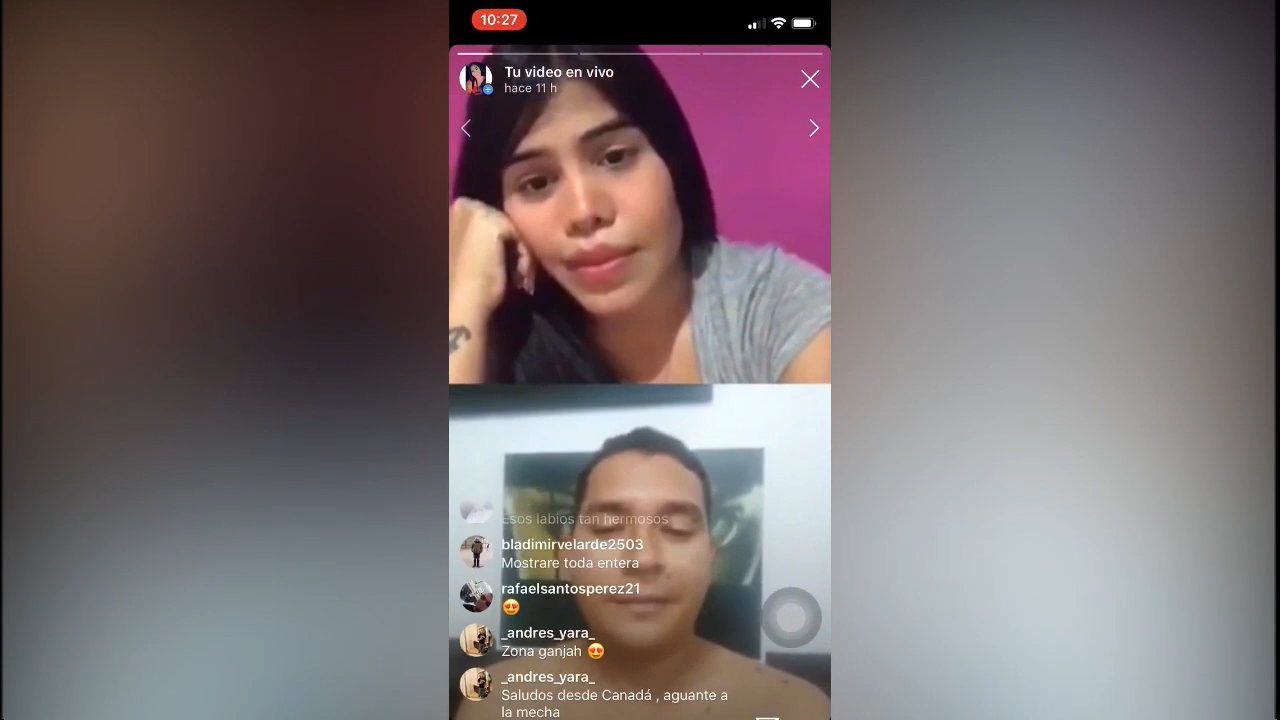 10:27
Tu video en vivo
hace 11 h
Esos labios tan hermosos
bladimirvelarde2503
Mostrare toda entera
rafaelsantosperez21
😍
_andres_yara_
Zona ganjah 😍
_andres_yara_
Saludos desde Canadá , aguante a
la mecha